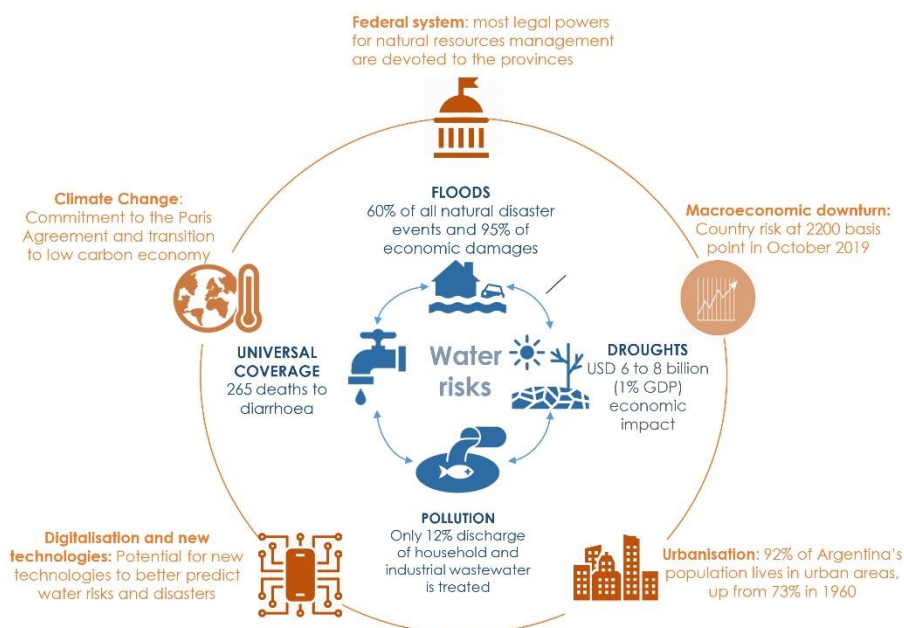 Federal system: most legal powers
for natural resources management
are devoted to the provinces
FLOODS
60% of all natural disaster
events and 95% of
economic damages
Climate Change:
Commitment to the Paris
Agreement and transition
to low carbon economy
Macroeconomic downturn:
Country risk at 2200 basis
point in October 2019
UNIVERSAL
COVERAGE
265 deaths to
diarrhoea
Water
risks
DROUGHTS
USD 6 to 8 billion
(1% GDP)
economic
impact
POLLUTION
Only 12% discharge
of household and
industrial wastewater
is treated
Digitalisation and new
technologies: Potential for new
technologies to better predict
water risks and disasters
Urbanisation: 92% of Argentina's
population lives in urban areas,
up from 73% in 1960